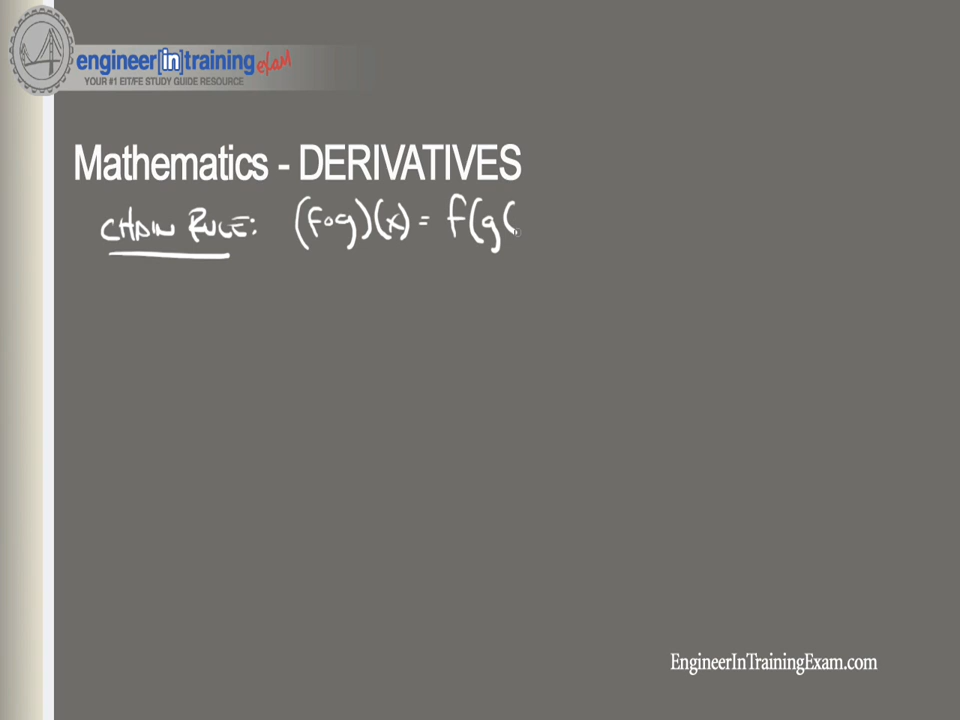 engineer[in]training exam
YOUR #1 EIT/FE STUDY GUIDE RESOURCE
Mathematics - DERIVATIVES
CHAIN RULE: (f∘g)(x) = f(g(
EngineerInTrainingExam.com